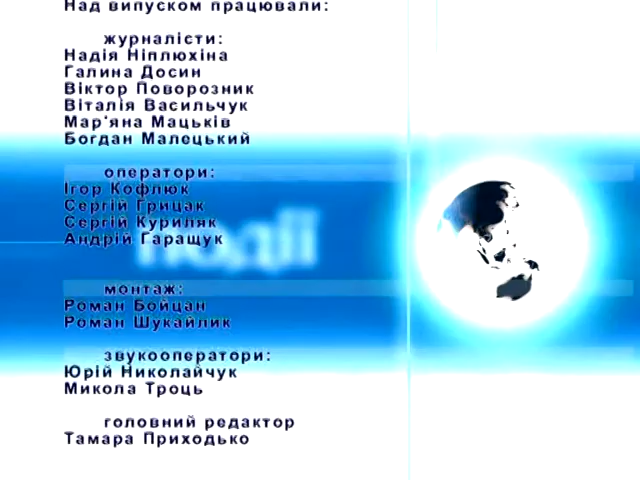 Над випуском працювали:
журналісти:
Надія Ніплюхіна
Галина Досин
Віктор Поворозник
Віталія Васильчук
Мар'яна Мацьків
Богдан Малецький
оператори:
Ігор Кофлюк
Сергій Грицак
Сергій Куриляк
Андрій Гаращук
події
монтаж:
Роман Бойцан
Роман Шукайлик
звукооператори:
Юрій Николайчук
Микола Троць
головний редактор
Тамара Приходько